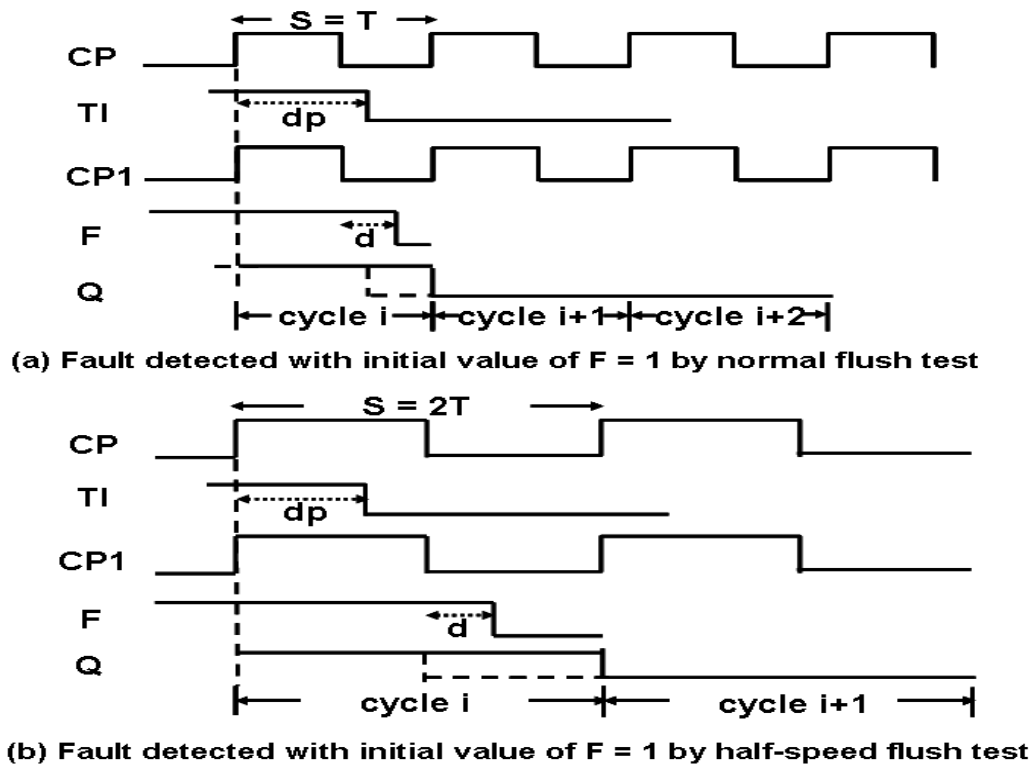 S = T
CP
TI
dp
CP1
F
d
Q
cycle i
cycle i+1
cycle i+2
(a) Fault detected with initial value of F = 1 by normal flush test
S = 2T
CP
TI
dp
CP1
F
d
Q
cycle i
cycle i+1
(b) Fault detected with initial value of F = 1 by half-speed flush test